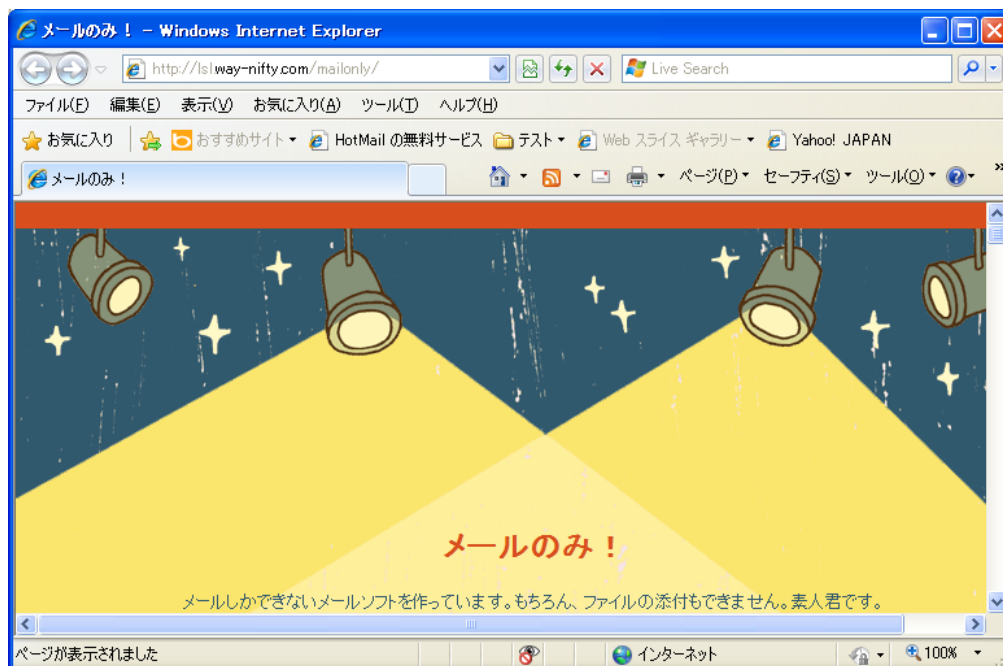 メールのみ！ - Windows Internet Explorer
http://lsl.way-nifty.com/mailonly/
Live Search
ファイル(F) 編集(E) 表示(V) お気に入り(A) ツール(T) ヘルプ(H)
お気に入り おすすめサイト HotMail の無料サービス テスト Web スライス ギャラリー Yahoo! JAPAN
メールのみ！ ページ(P) セーフティ(S) ツール(O) »
メールのみ！
メールしかできないメールソフトを作っています。もちろん、ファイルの添付もできません。素人君です。
ページが表示されました インターネット 100%